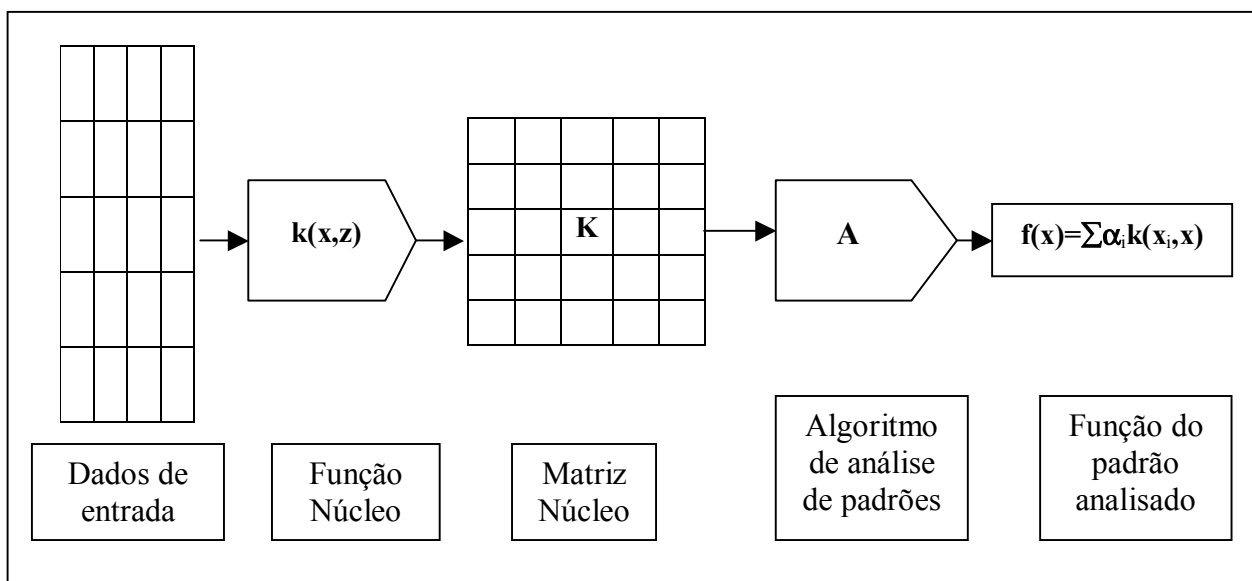 k(x,z)
K
A
f(x)=∑αᵢk(xᵢ,x)
Dados de
entrada
Função
Núcleo
Matriz
Núcleo
Algoritmo
de análise
de padrões
Função do
padrão
analisado